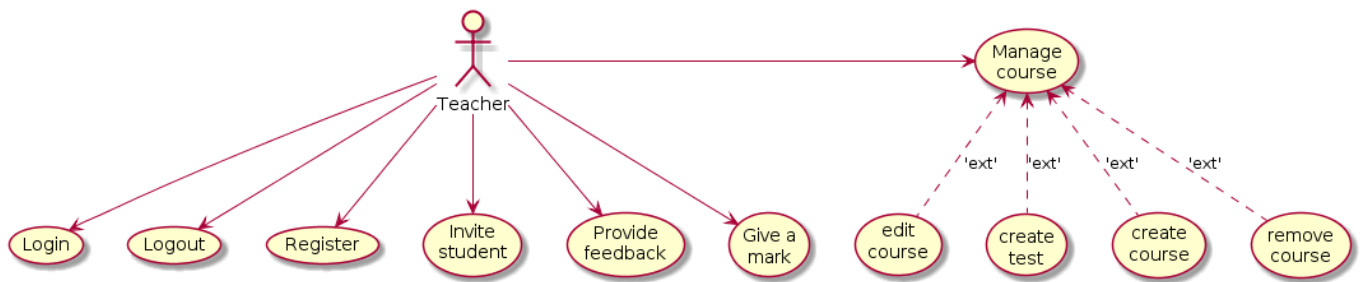 Teacher
Manage
course
'ext'
'ext'
'ext'
'ext'
Login
Logout
Register
Invite
student
Provide
feedback
Give a
mark
edit
course
create
test
create
course
remove
course